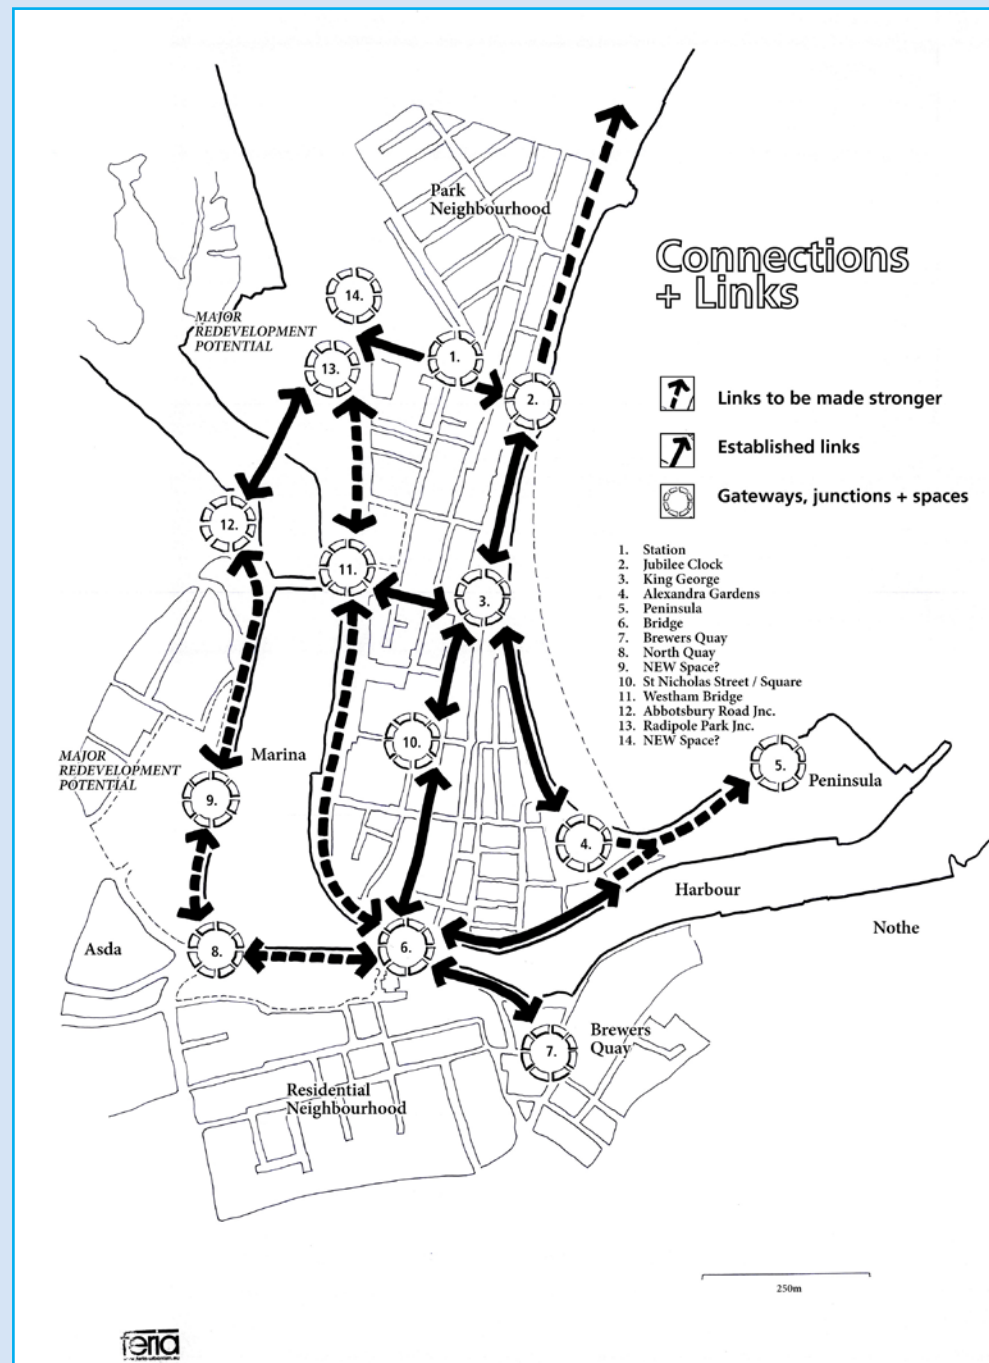 Connections
+ Links
Links to be made stronger
Established links
Gateways, junctions + spaces
1. Station
2. Jubilee Clock
3. King George
4. Alexandra Gardens
5. Peninsula
6. Bridge
7. Brewers Quay
8. North Quay
9. NEW Space?
10. St Nicholas Street / Square
11. Westham Bridge
12. Abbotsbury Road Jnc.
13. Radipole Park Jnc.
14. NEW Space?
Park
Neighbourhood
MAJOR
REDEVELOPMENT
POTENTIAL
14.
13.
1.
2.
12.
11.
3.
10.
MAJOR
REDEVELOPMENT
POTENTIAL
Marina
9.
5.
Peninsula
4.
Harbour
Nothe
Asda
8.
6.
7.
Brewers
Quay
Residential
Neighbourhood
250m
feria